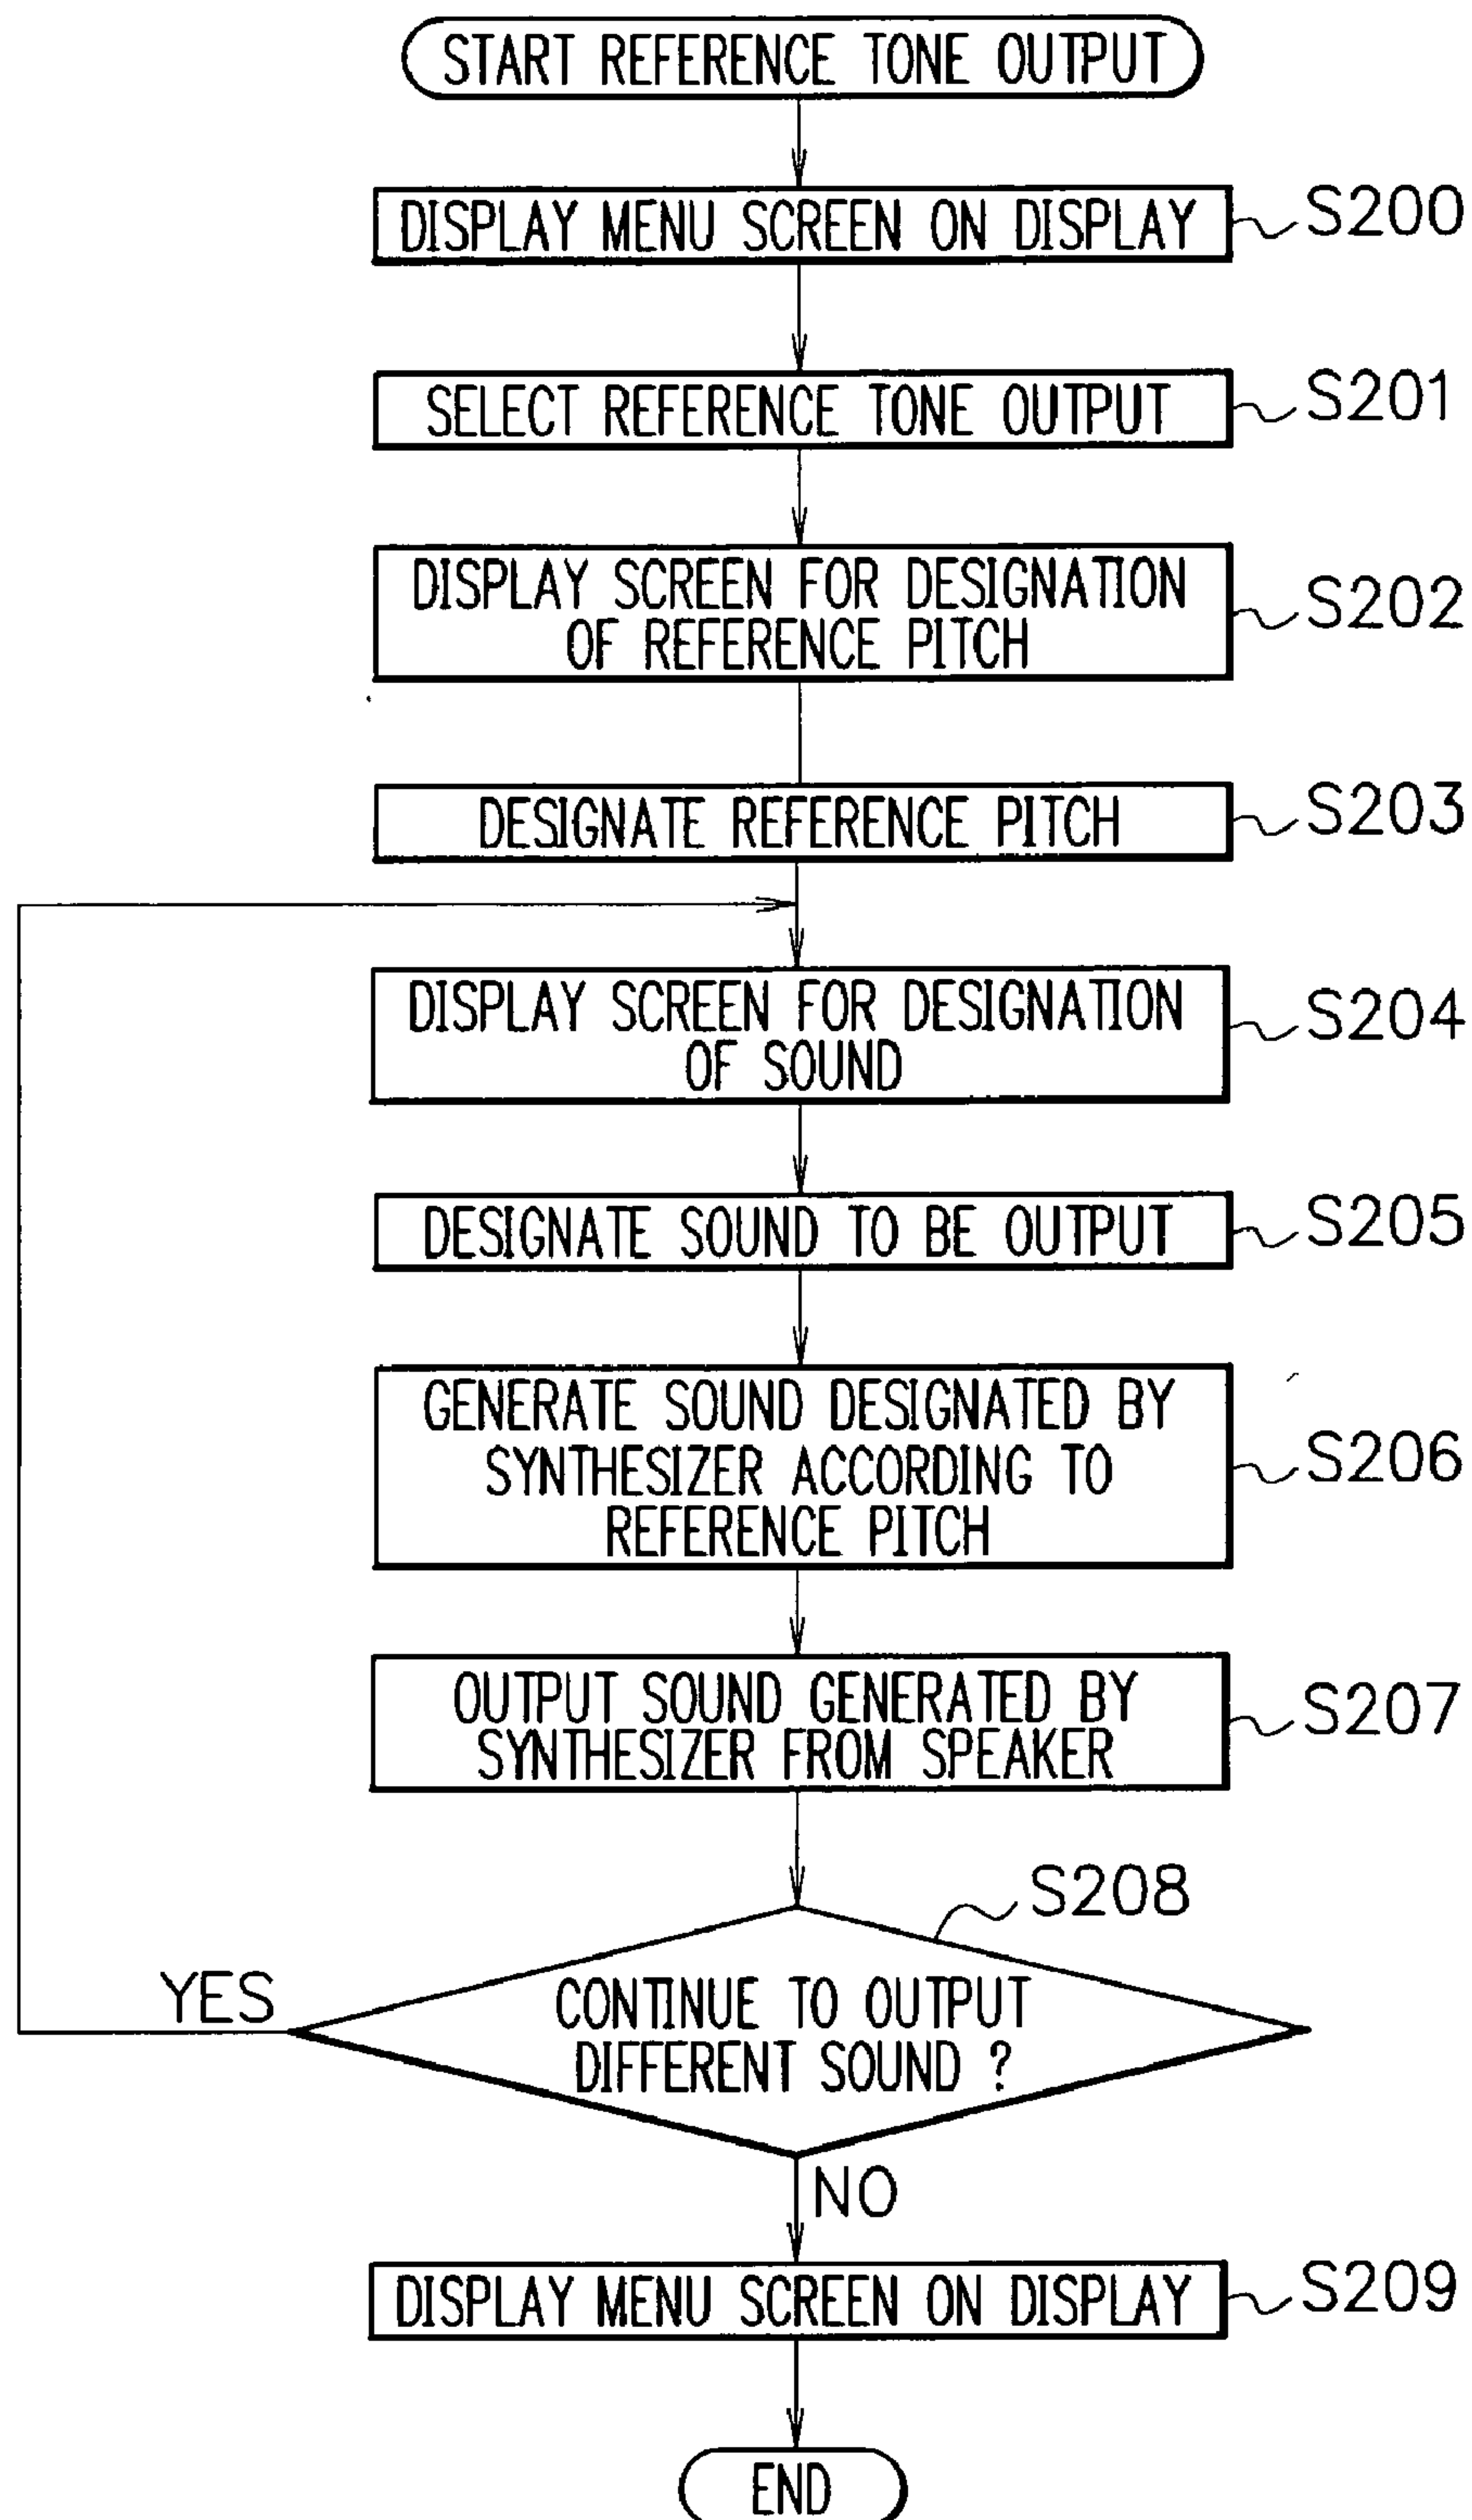 START REFERENCE TONE OUTPUT
DISPLAY MENU SCREEN ON DISPLAY
S200
SELECT REFERENCE TONE OUTPUT
S201
DISPLAY SCREEN FOR DESIGNATION
OF REFERENCE PITCH
S202
DESIGNATE REFERENCE PITCH
S203
DISPLAY SCREEN FOR DESIGNATION
OF SOUND
S204
DESIGNATE SOUND TO BE OUTPUT
S205
GENERATE SOUND DESIGNATED BY
SYNTHESIZER ACCORDING TO
REFERENCE PITCH
S206
OUTPUT SOUND GENERATED BY
SYNTHESIZER FROM SPEAKER
S207
S208
YES
CONTINUE TO OUTPUT
DIFFERENT SOUND ?
NO
DISPLAY MENU SCREEN ON DISPLAY
S209
END